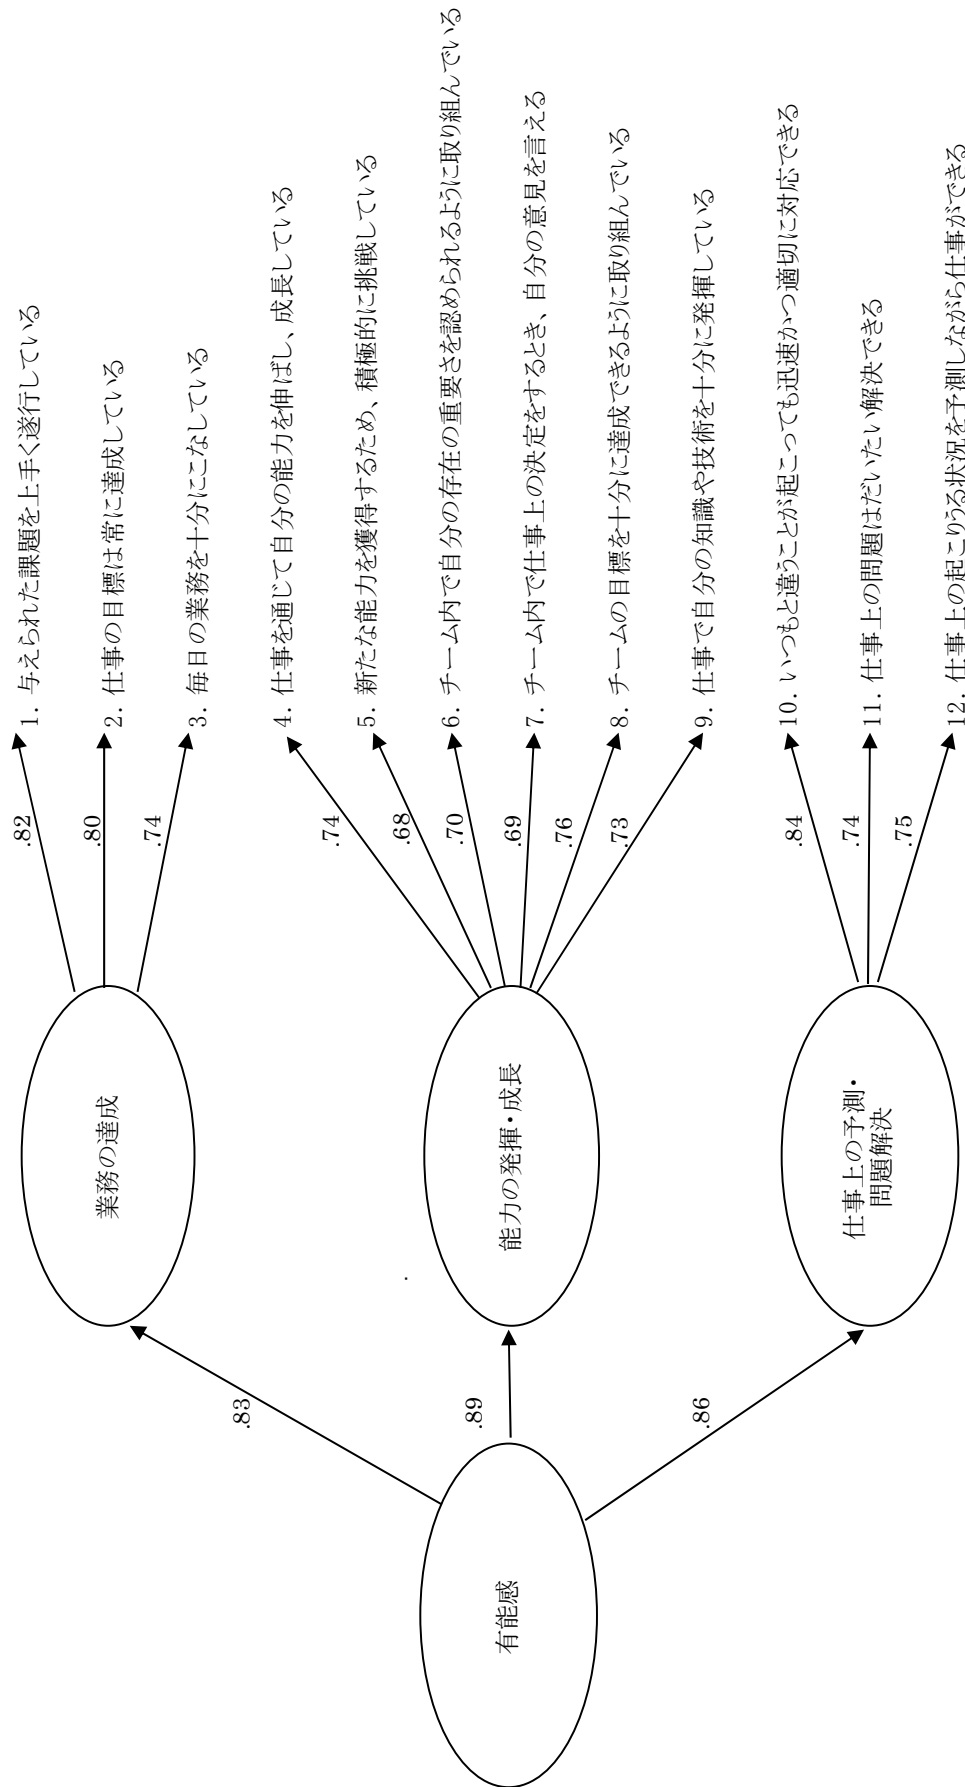 有能感
.83
.89
.86
業務の達成
能力の発揮・成長
仕事上の予測・
問題解決
.82
.80
.74
.74
.68
.70
.69
.76
.73
.84
.74
.75
1. 与えられた課題を上手く遂行している
2. 仕事の目標は常に達成している
3. 毎日の業務を十分にこなしている
4. 仕事を通じて自分の能力を伸ばし、成長している
5. 新たな能力を獲得するため、積極的に挑戦している
6. チーム内で自分の存在の重要さを認められるように取り組んでいる
7. チーム内で仕事上の決定をするとき、自分の意見を言える
8. チームの目標を十分に達成できるように取り組んでいる
9. 仕事で自分の知識や技術を十分に発揮している
10. いつもと違うことが起こっても迅速かつ適切に対応できる
11. 仕事上の問題はだいたい解決できる
12. 仕事上の起こりうる状況を予測しながら仕事ができる